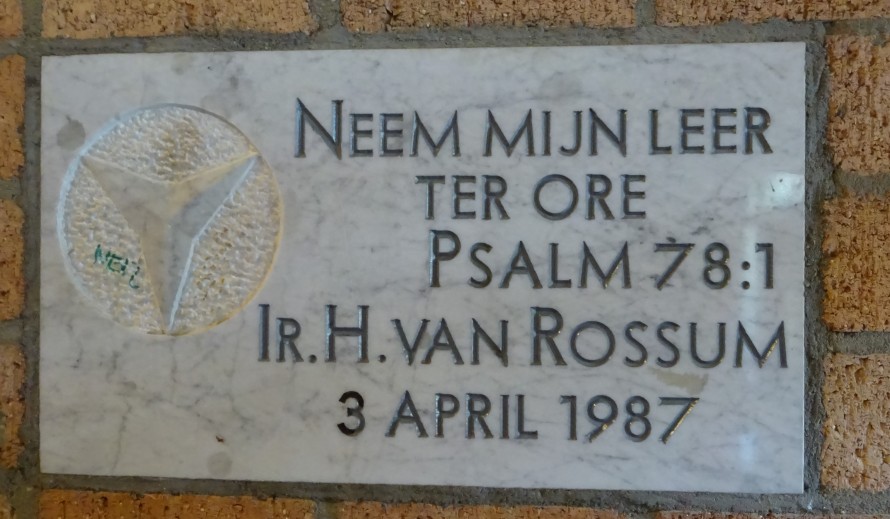 NEEM MIJN LEER
TER ORE
PSALM 78:1
IR. H. VAN ROSSUM
3 APRIL 1987